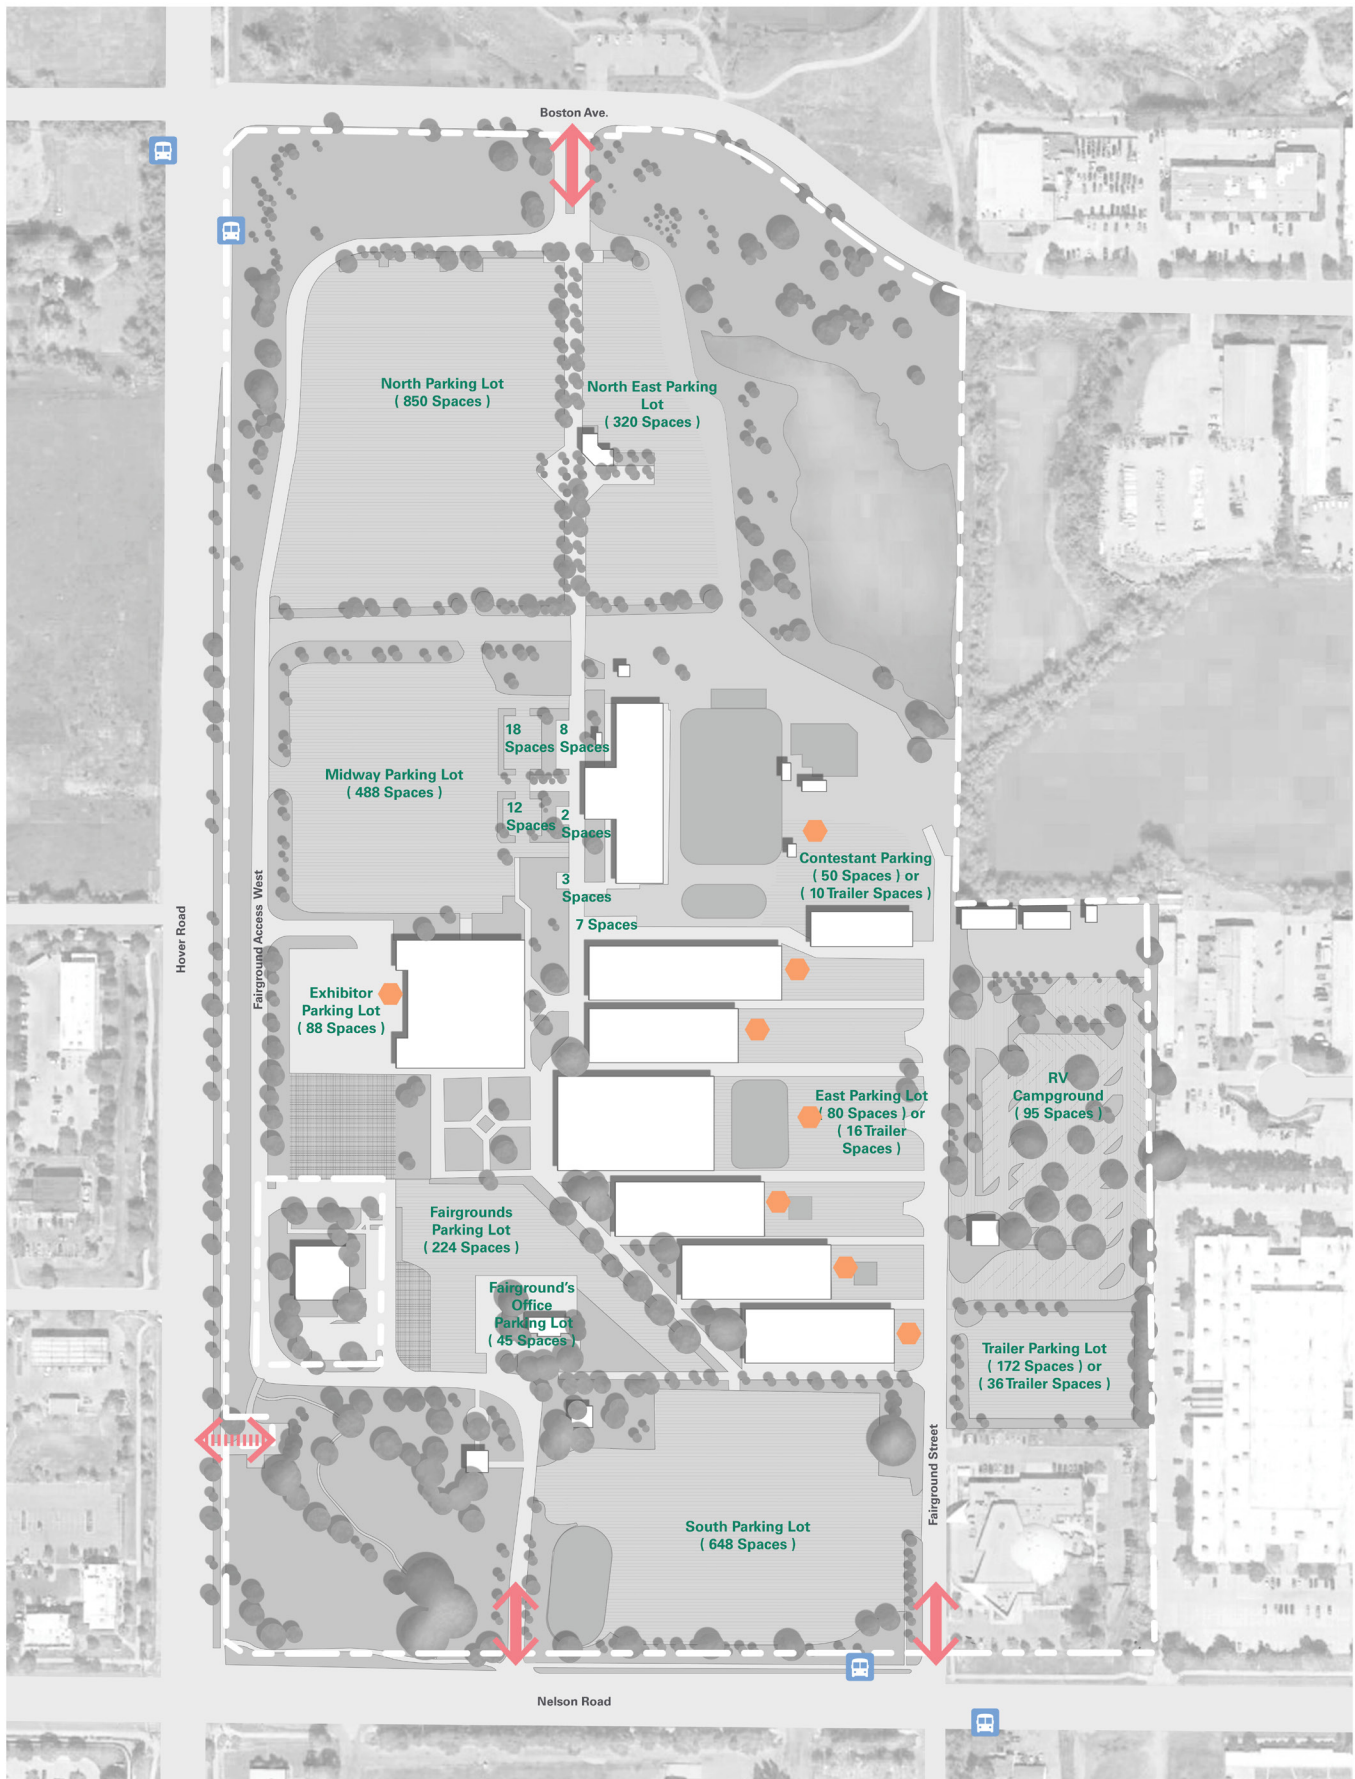 Boston Ave.
North Parking Lot
( 850 Spaces )
North East Parking
Lot
( 320 Spaces )
18
Spaces
8
Spaces
Midway Parking Lot
( 488 Spaces )
12
Spaces
2
Spaces
Contestant Parking
( 50 Spaces ) or
( 10 Trailer Spaces )
3
Spaces
7 Spaces
Hover Road
Fairground Access West
Exhibitor
Parking Lot
( 88 Spaces )
RV
Campground
( 95 Spaces )
East Parking Lot
( 80 Spaces ) or
( 16 Trailer
Spaces )
Fairgrounds
Parking Lot
( 224 Spaces )
Fairground's
Office
Parking Lot
( 45 Spaces )
Trailer Parking Lot
( 172 Spaces ) or
( 36 Trailer Spaces )
Fairground Street
South Parking Lot
( 648 Spaces )
Nelson Road